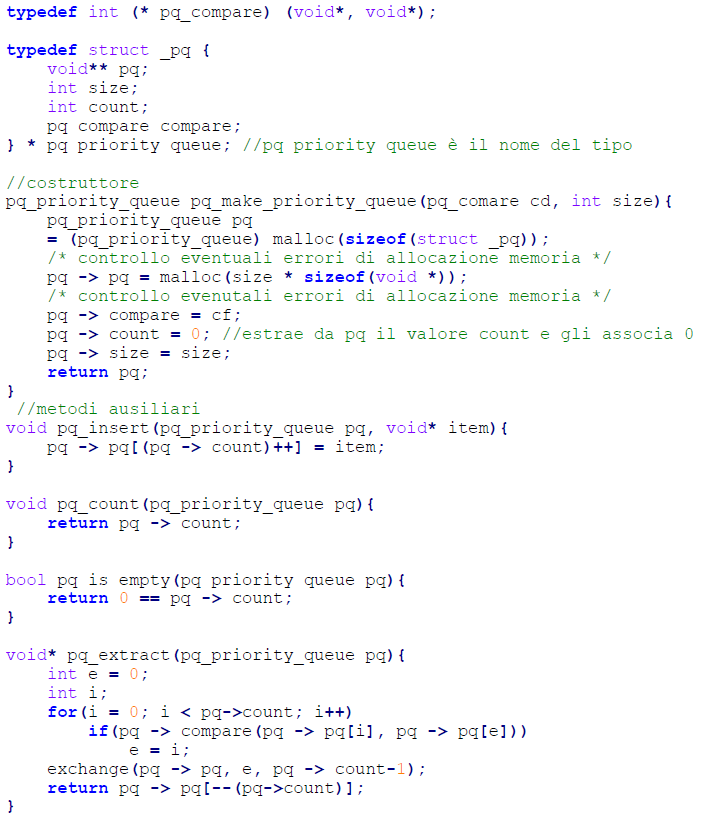 typedef int (* pq_compare) (void*, void*);
typedef struct _pq {
void** pq;
int size;
int count;
pq compare compare;
} * pq priority queue; //pq priority queue è il nome del tipo
//costruttore
pq_priority_queue pq_make_priority_queue(pq_comare cd, int size){
pq_priority_queue pq
= (pq_priority_queue) malloc(sizeof(struct _pq));
/* controllo eventuali errori di allocazione memoria */
pq -> pq = malloc(size * sizeof(void *));
/* controllo evenutali errori di allocazione memoria */
pq -> compare = cf;
pq -> count = 0; //estrae da pq il valore count e gli associa 0
pq -> size = size;
return pq;
}
//metodi ausiliari
void pq_insert(pq_priority_queue pq, void* item){
pq -> pq[(pq -> count)++] = item;
}
void pq_count(pq_priority_queue pq){
return pq -> count;
}
bool pq is empty(pq priority queue pq){
return 0 == pq -> count;
}
void* pq_extract(pq_priority_queue pq){
int e = 0;
int i;
for(i = 0; i < pq->count; i++)
if(pq -> compare(pq -> pq[i], pq -> pq[e]))
e = i;
exchange(pq -> pq, e, pq -> count-1);
return pq -> pq[--(pq->count)];
}